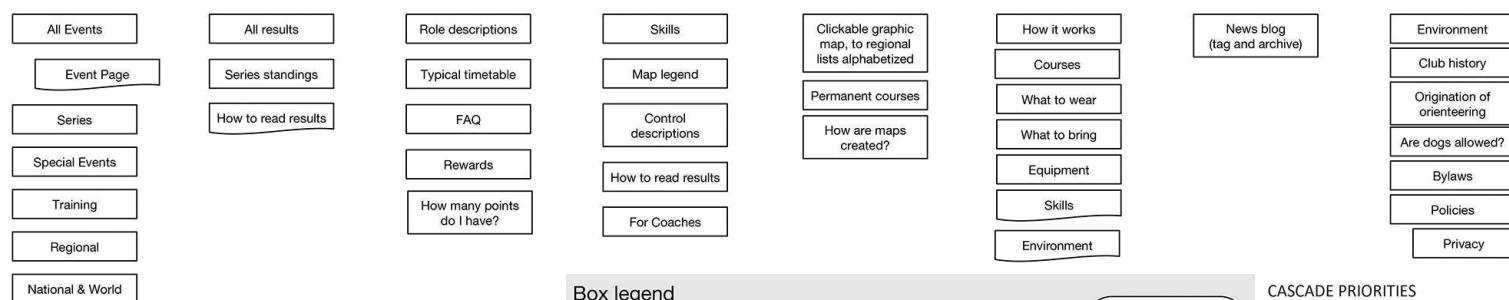 All Events
Event Page
Series
Special Events
Training
Regional
National & World
All results
Series standings
How to read results
Role descriptions
Typical timetable
FAQ
Rewards
How many points
do I have?
Skills
Map legend
Control
descriptions
How to read results
For Coaches
Clickable graphic
map, to regional
lists alphabetized
Permanent courses
How are maps
created?
How it works
Courses
What to wear
What to bring
Equipment
Skills
Environment
News blog
(tag and archive)
Environment
Club history
Origination of
orienteering
Are dogs allowed?
Bylaws
Policies
Privacy
Box legend
CASCADE PRIORITIES